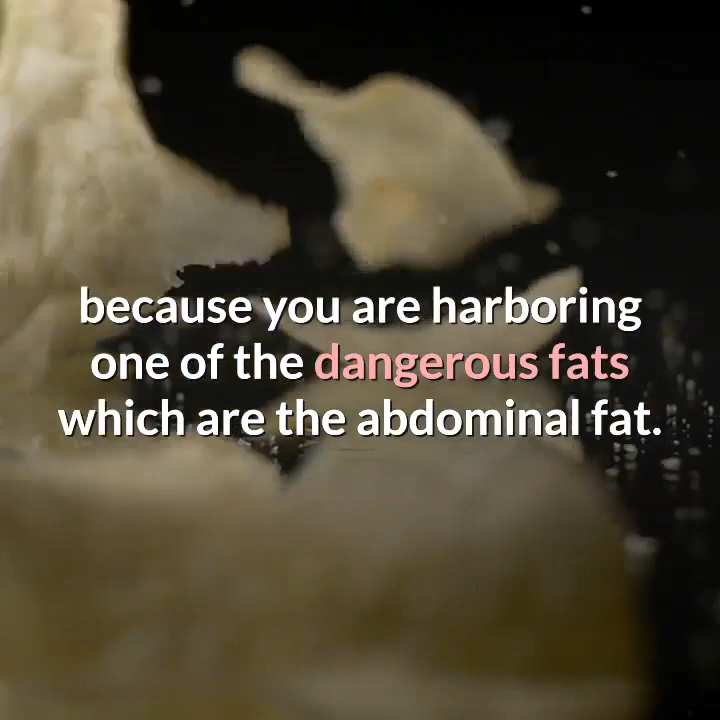 because you are harboring
one of the dangerous fats
which are the abdominal fat.